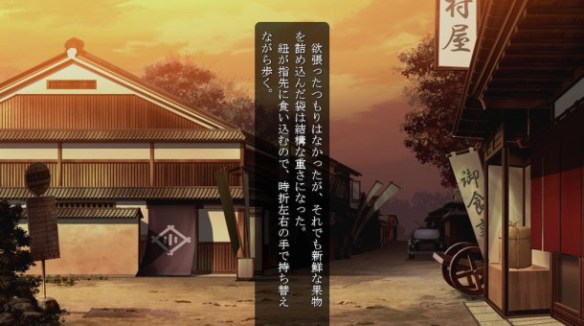 欲張ったつもりはなかったが、それでも新鮮な果物
を詰め込んだ袋は結構な重さになった。
紐が指先に食い込むので、時折左右の手で持ち替え
ながら歩く。
村屋
御食事
小